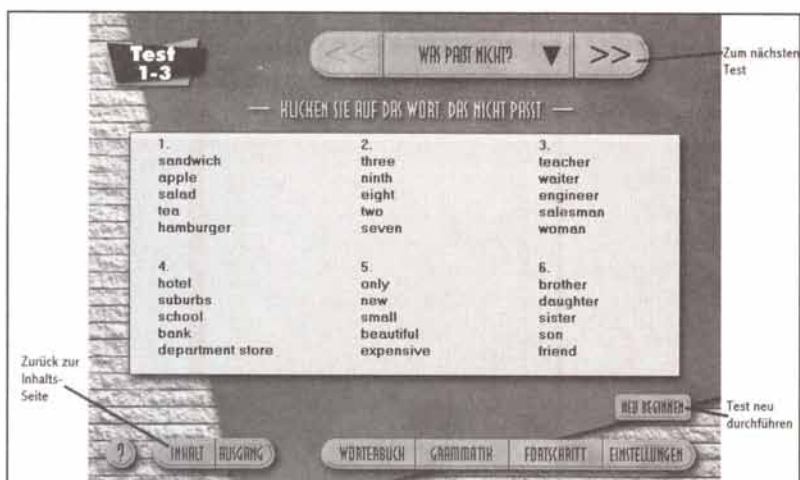 Test
1-3
<<
WAS PAßT NICHT?
>>
Zum nächsten
Test
— KLICKEN SIE AUF DAS WORT, DAS NICHT PASST. —
1.
sandwich
apple
salad
tea
hamburger
2.
three
ninth
eight
two
seven
3.
teacher
waiter
engineer
salesman
woman
4.
hotel
suburbs
school
bank
department store
5.
only
new
small
beautiful
expensive
6.
brother
daughter
sister
son
friend
Zurück zur
Inhalts-
Seite
NEU BEGINNEN
Test neu
durchführen
?
INHALT
AUSGANG
WÖRTERBUCH
GRAMMATIK
FORTSCHRITT
EINSTELLUNGEN